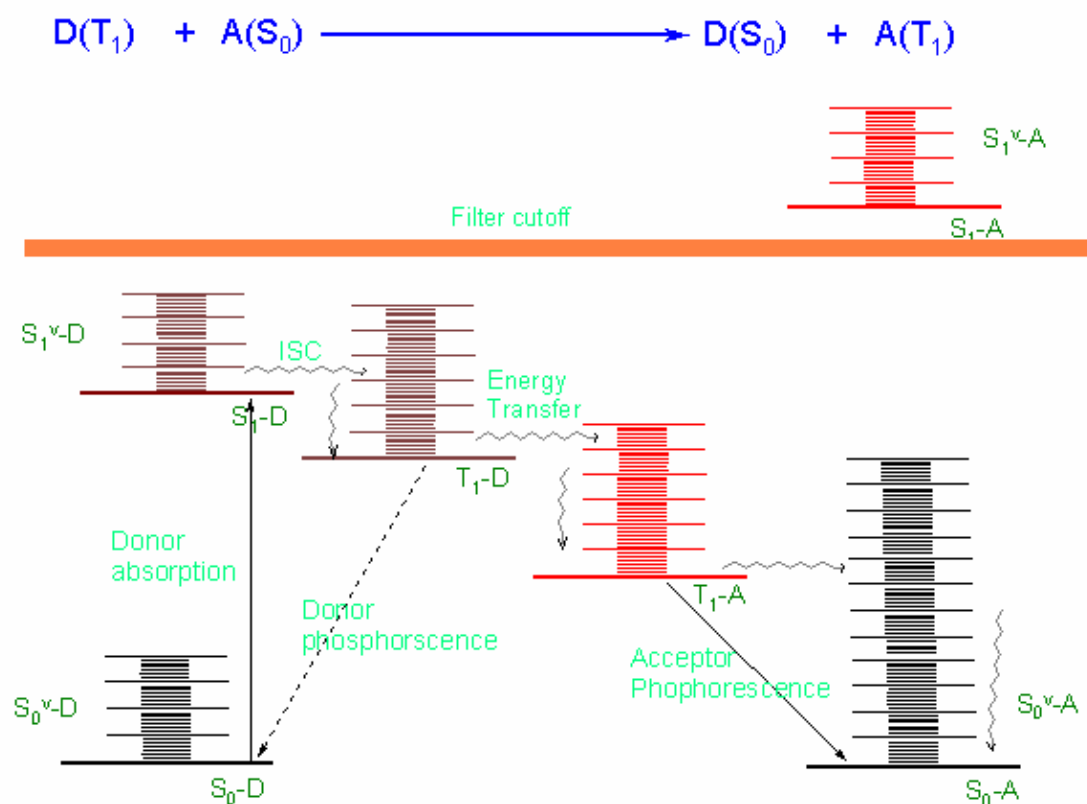 D(T₁) + A(S₀) D(S₀) + A(T₁)
S₁ᵛ-A
Filter cutoff
S₁-A
S₁ᵛ-D
ISC
Energy
Transfer
S₁-D
T₁-D
Donor
absorption
T₁-A
Donor
phosphorscence
Acceptor
Phophorescence
S₀ᵛ-D
S₀ᵛ-A
S₀-D
S₀-A